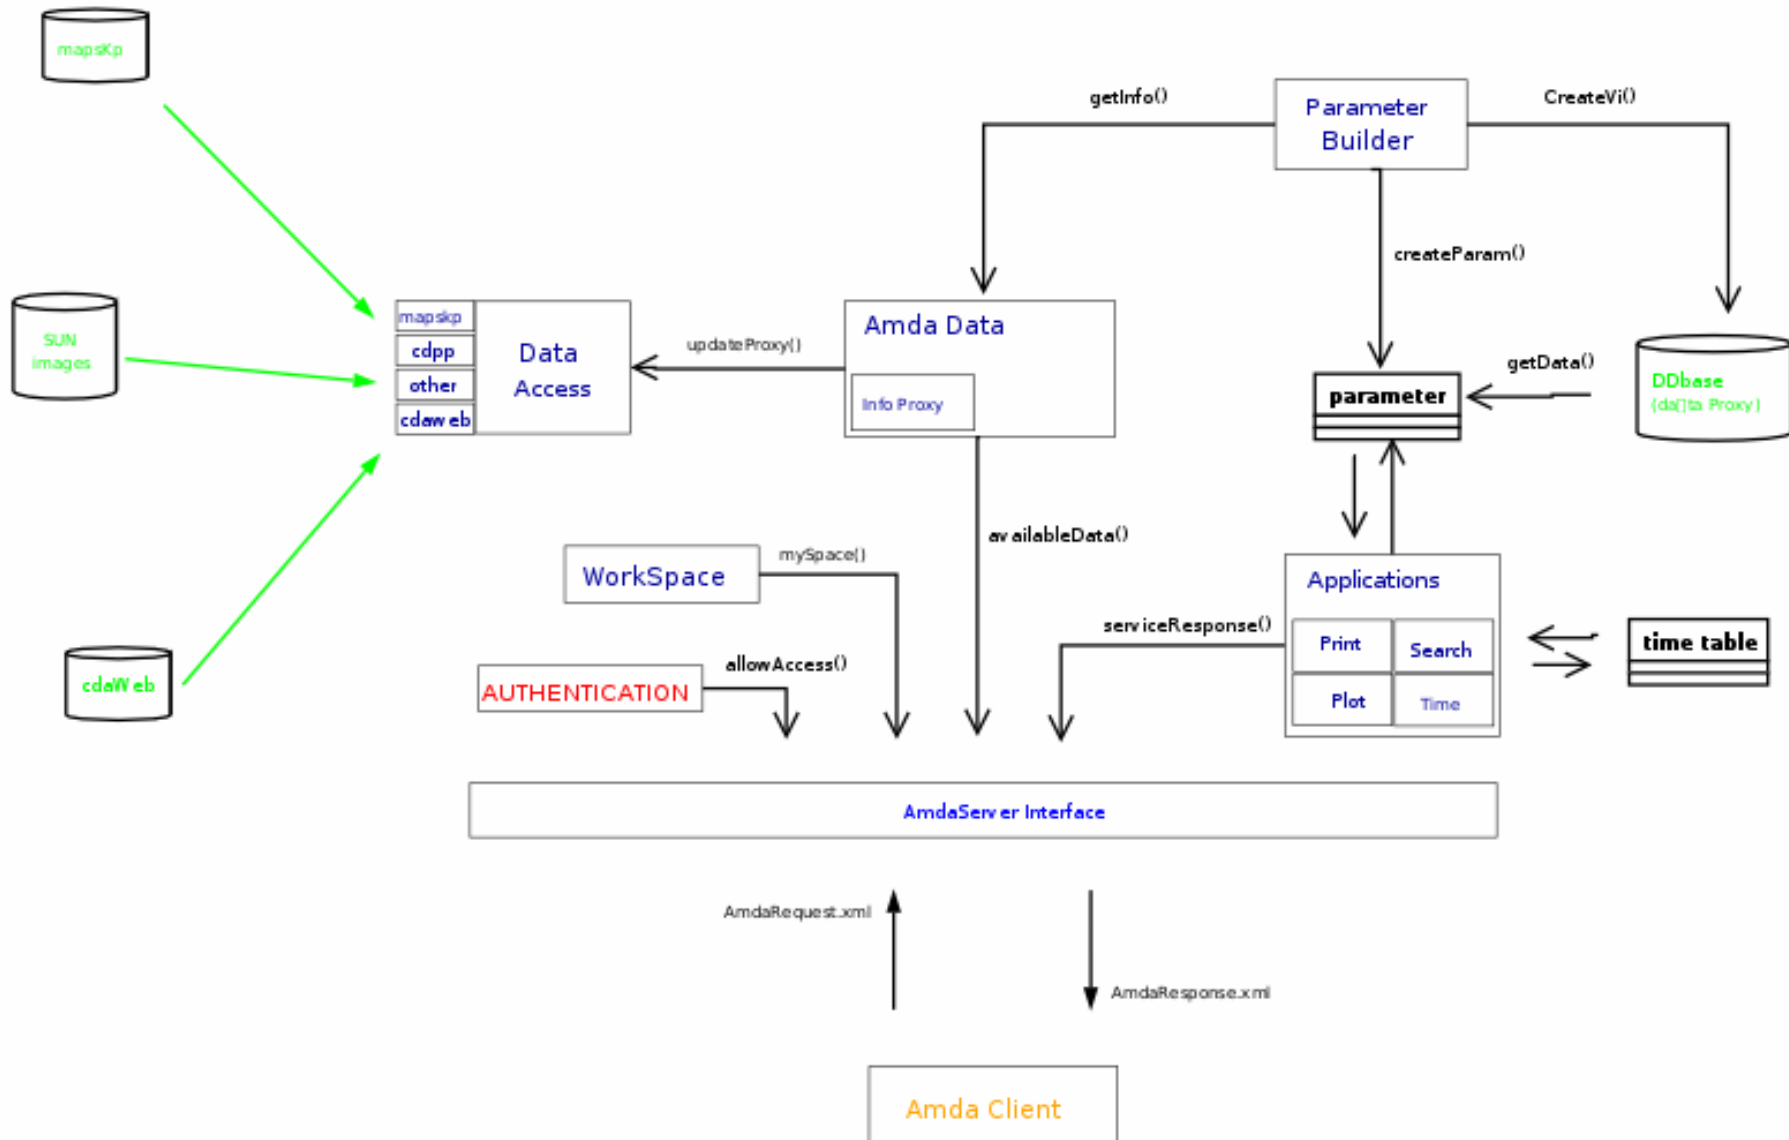 mapsKp
getInfo()
Parameter
Builder
CreateVi()
createParam()
SUN
images
mapskp
cdpp
other
cdaweb
Data
Access
updateProxy()
Amda Data
Info Proxy
parameter
getData()
DDbase
(da[]ta Proxy)
availableData()
WorkSpace
mySpace()
Applications
Print
Search
Plot
Time
serviceResponse()
time table
cdaWeb
AUTHENTICATION
allowAccess()
AmdaServer Interface
AmdaRequest.xml
AmdaResponse.xml
Amda Client